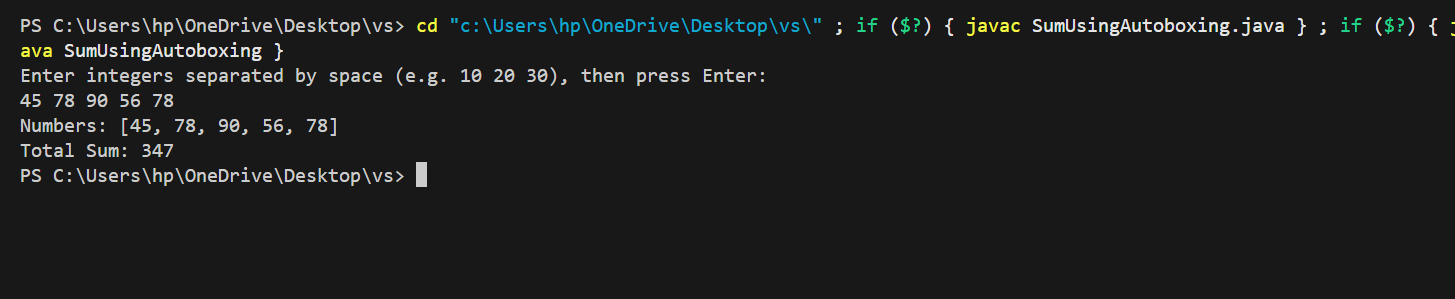 PS C:\Users\hp\OneDrive\Desktop\vs> cd "c:\Users\hp\OneDrive\Desktop\vs\" ; if ($?) { javac SumUsingAutoboxing.java } ; if ($?) { j
ava SumUsingAutoboxing }
Enter integers separated by space (e.g. 10 20 30), then press Enter:
45 78 90 56 78
Numbers: [45, 78, 90, 56, 78]
Total Sum: 347
PS C:\Users\hp\OneDrive\Desktop\vs>